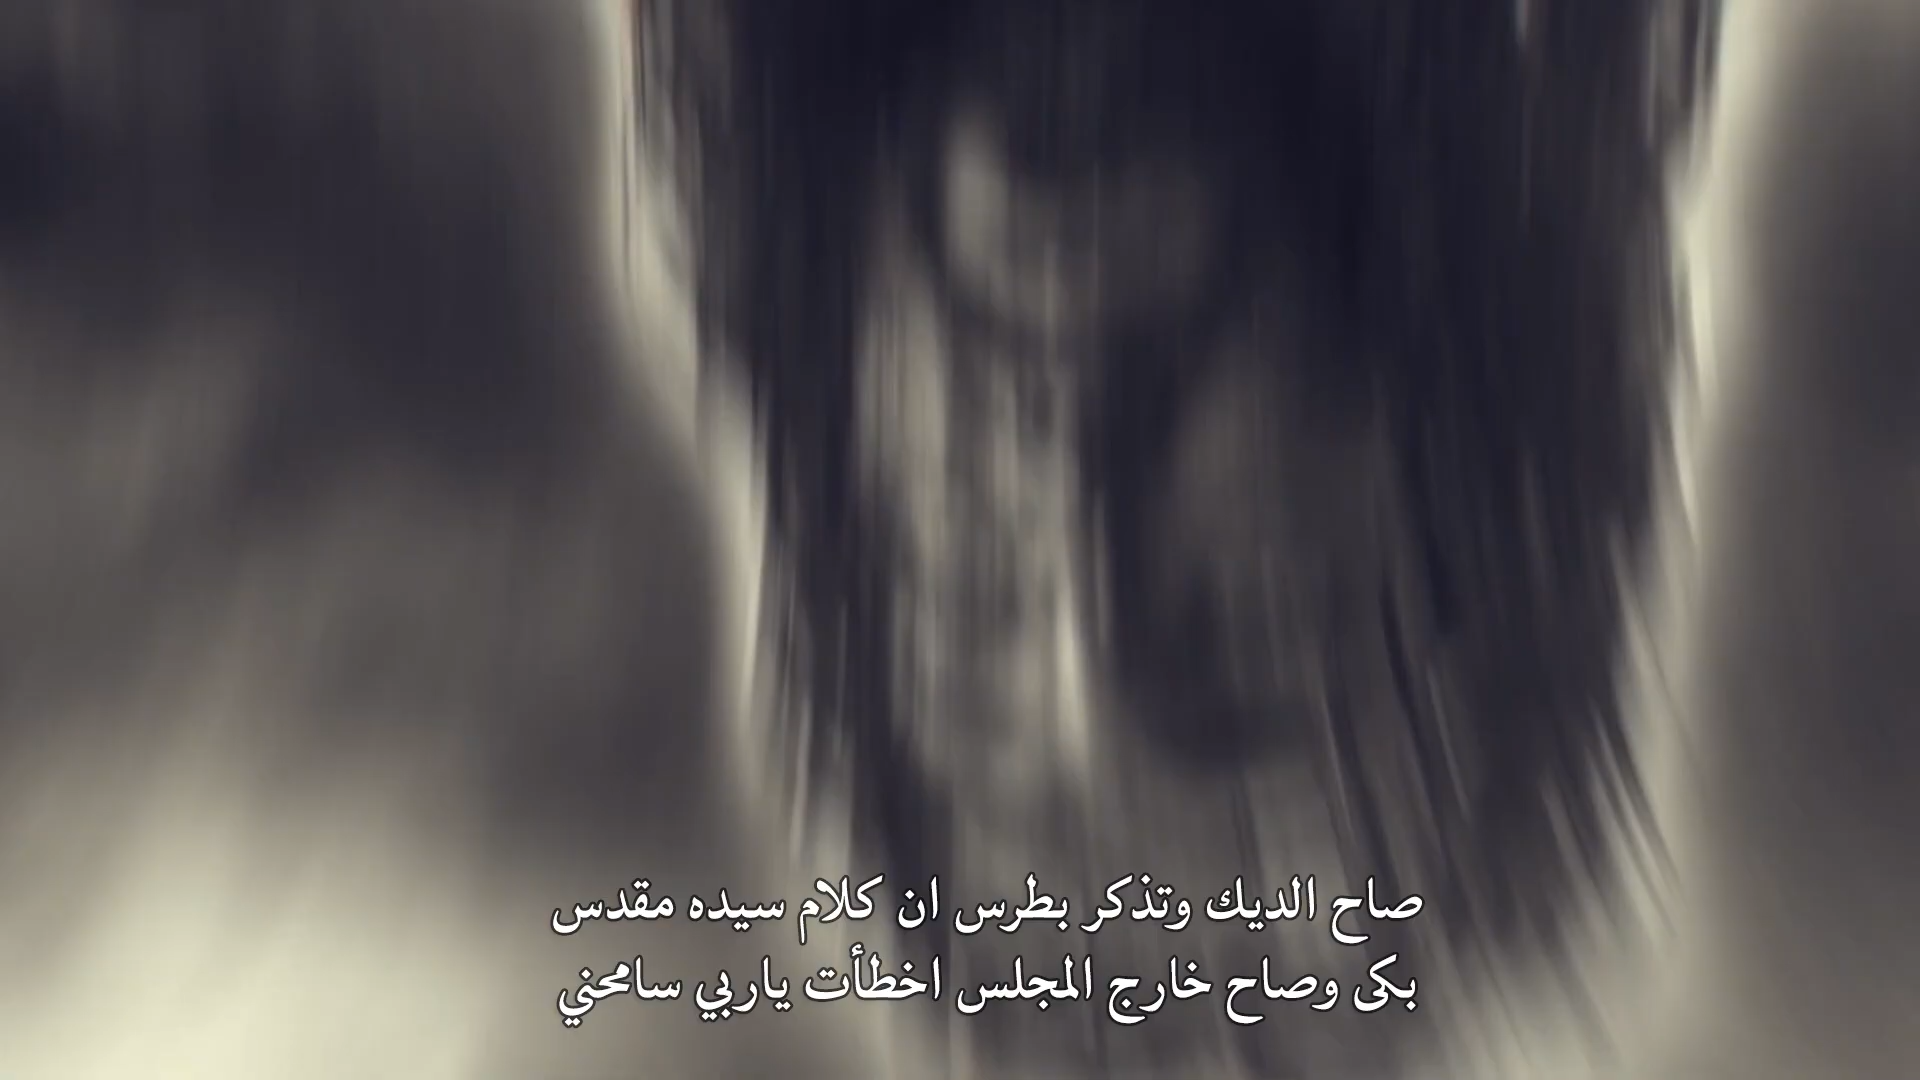 صاح الديك وتذكر بطرس ان كلام سيده مقدس
بكى وصاح خارج المجلس اخطأت ياربي سامحني